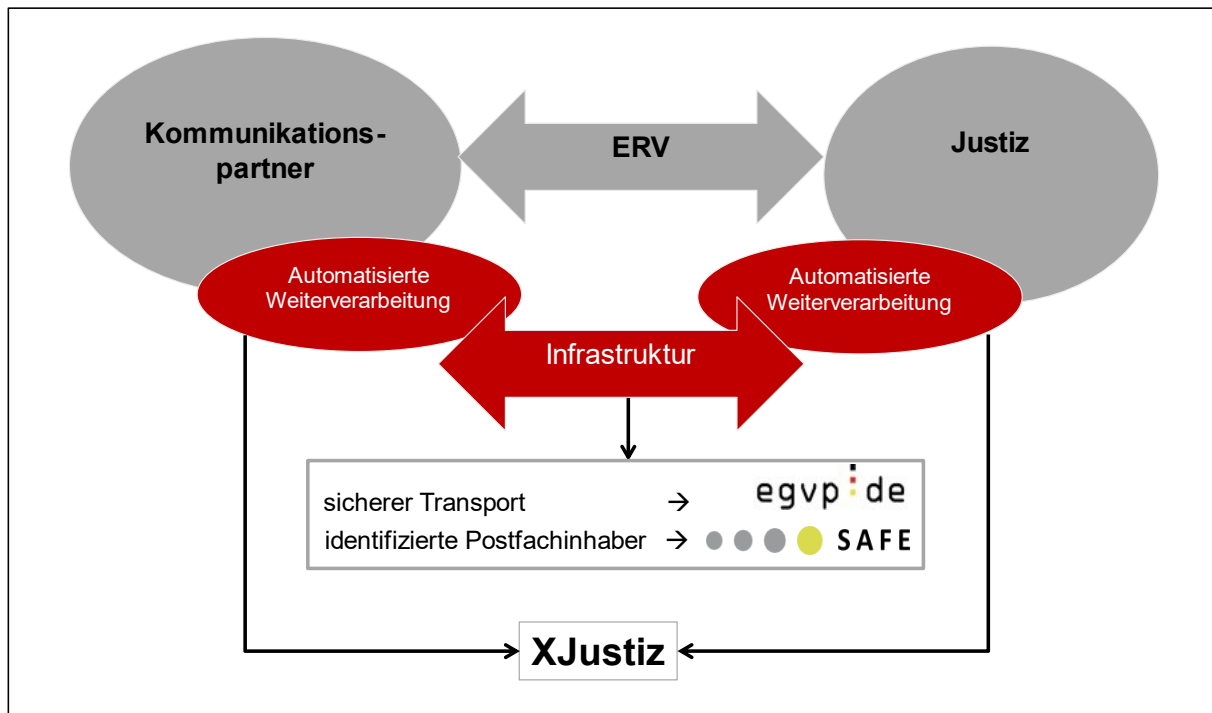 Kommunikations-
partner
ERV
Justiz
Automatisierte
Weiterverarbeitung
Automatisierte
Weiterverarbeitung
Infrastruktur
sicherer Transport → egvp de
identifizierte Postfachinhaber → SAFE
XJustiz